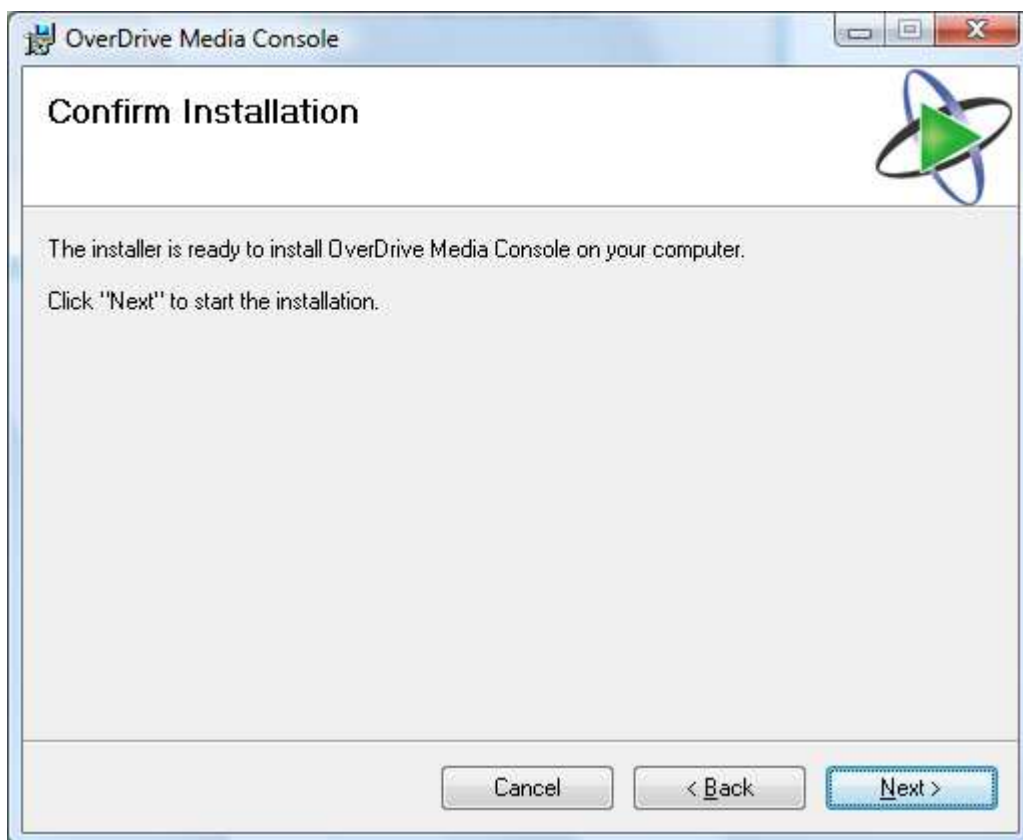 OverDrive Media Console
Confirm Installation
The installer is ready to install OverDrive Media Console on your computer.
Click "Next" to start the installation.
Cancel
< Back
Next >